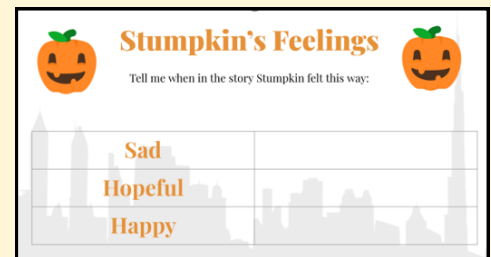 Stumpkin's Feelings
Tell me when in the story Stumpkin felt this way:
Sad
Hopeful
Happy